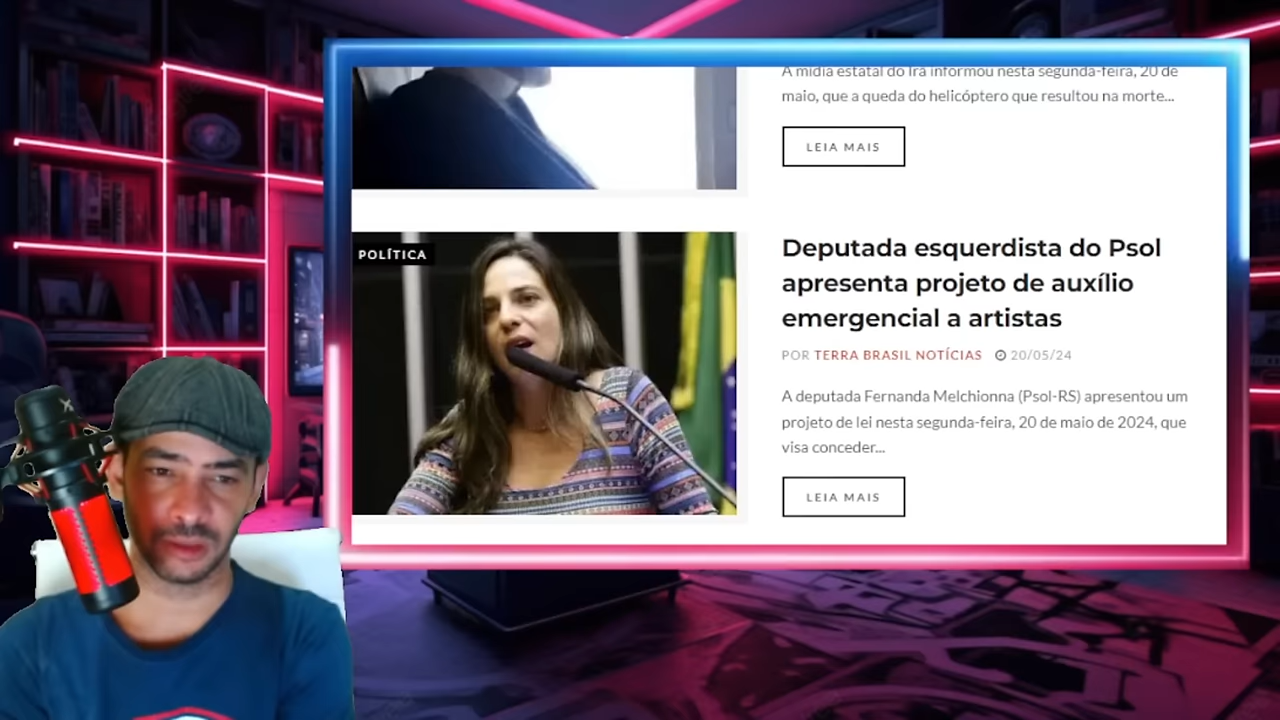 A mídia estatal do Irã informou nesta segunda-feira, 20 de
maio, que a queda do helicóptero que resultou na morte...
LEIA MAIS
POLÍTICA
Deputada esquerdista do Psol
apresenta projeto de auxílio
emergencial a artistas
POR TERRA BRASIL NOTÍCIAS 20/05/24
A deputada Fernanda Melchionna (Psol-RS) apresentou um
projeto de lei nesta segunda-feira, 20 de maio de 2024, que
visa conceder...
LEIA MAIS